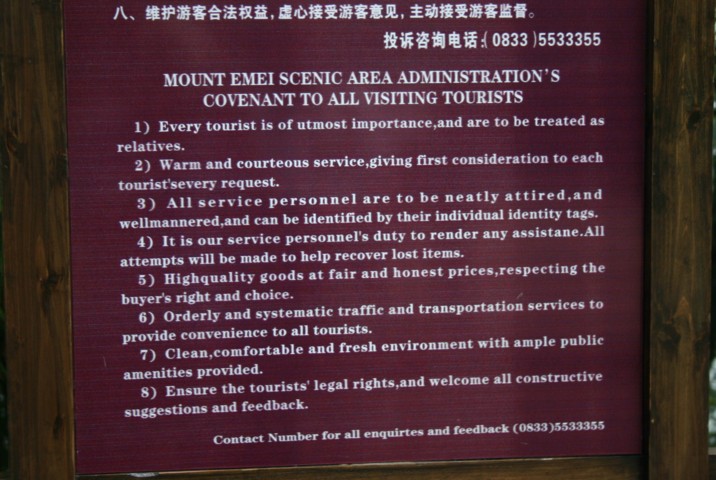 八、维护游客合法权益，虚心接受游客意见，主动接受游客监督。
投诉咨询电话:( 0833 )5533355
MOUNT EMEI SCENIC AREA ADMINISTRATION'S
COVENANT TO ALL VISITING TOURISTS
1) Every tourist is of utmost importance,and are to be treated as
relatives.
2) Warm and courteous service,giving first consideration to each
tourist'severy request.
3) All service personnel are to be neatly attired,and
wellmannered,and can be identified by their individual identity tags.
4) It is our service personnel's duty to render any assistane.All
attempts will be made to help recover lost items.
5) Highquality goods at fair and honest prices,respecting the
buyer's right and choice.
6) Orderly and systematic traffic and transportation services to
provide convenience to all tourists.
7) Clean,comfortable and fresh environment with ample public
amenities provided.
8) Ensure the tourists' legal rights,and welcome all constructive
suggestions and feedback.
Contact Number for all enquirtes and feedback (0833)5533355